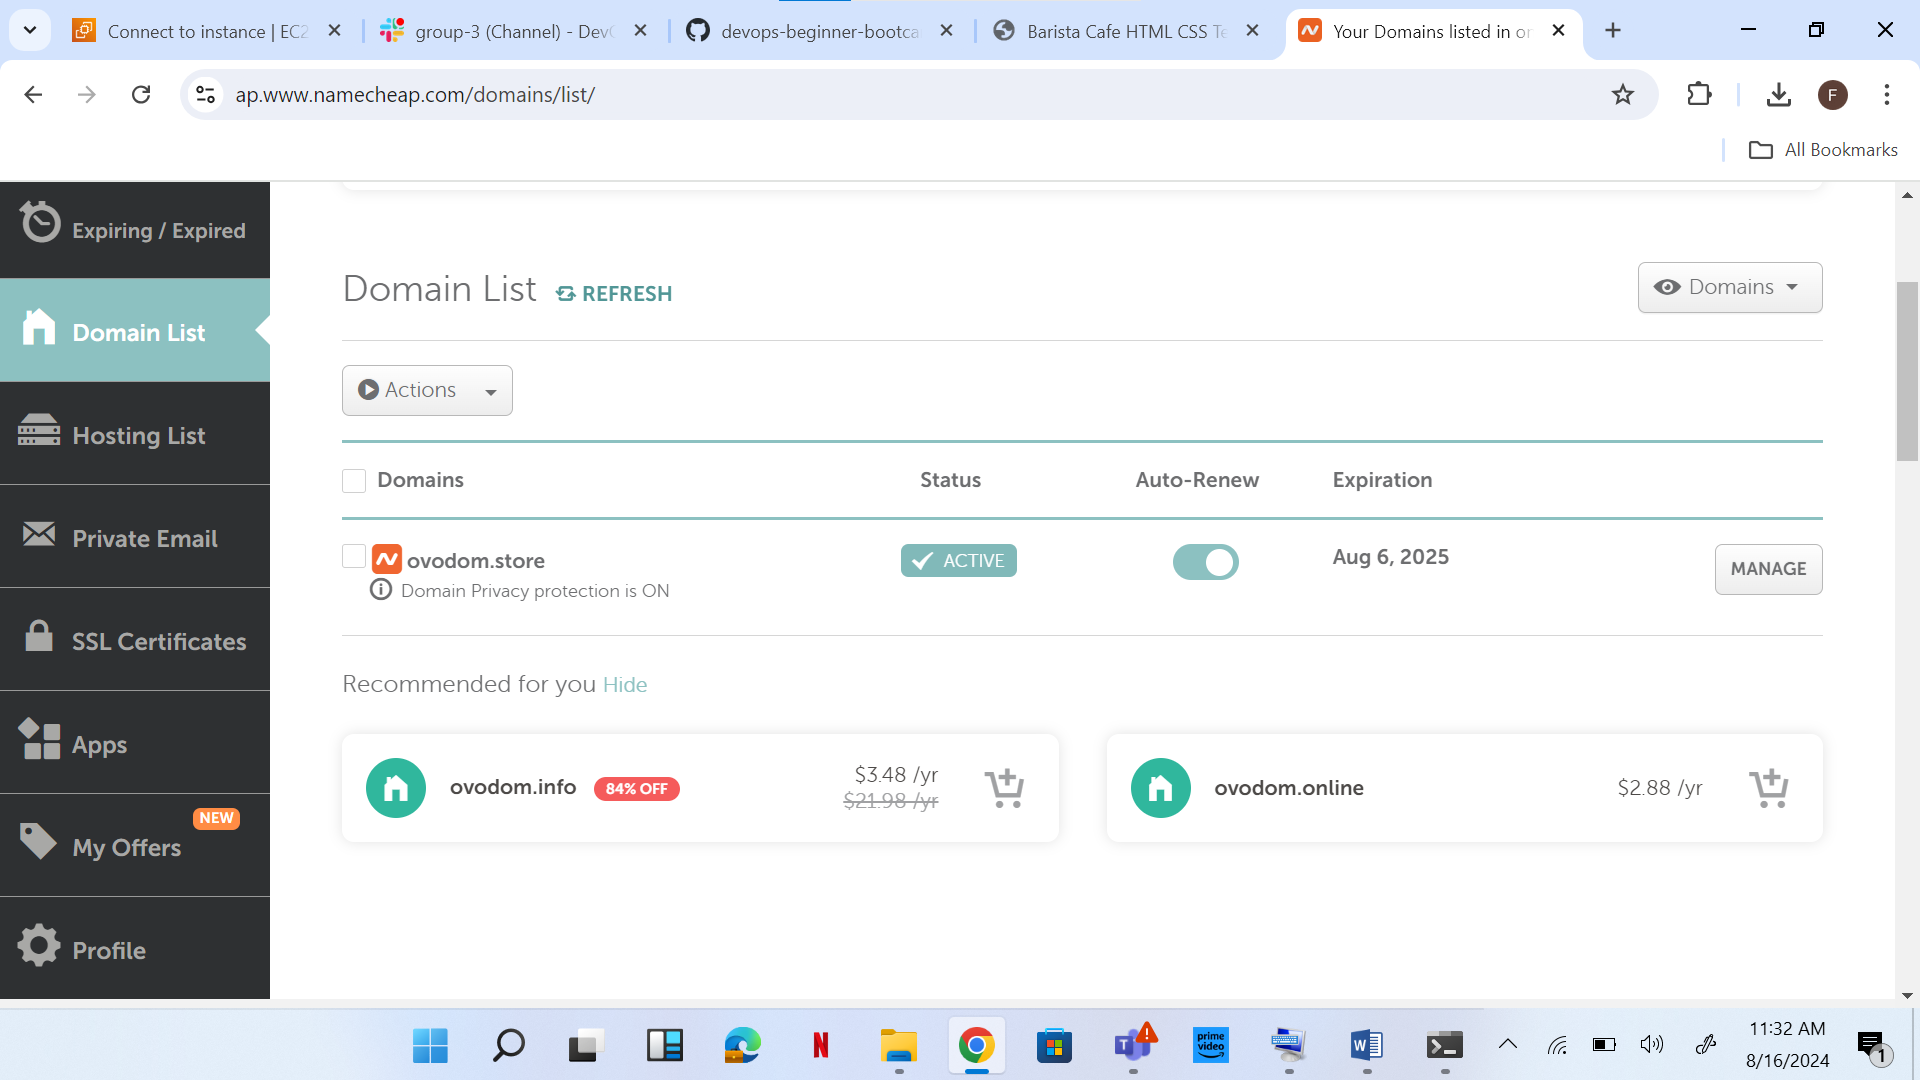 Connect to instance | EC2
group-3 (Channel) - Dev
devops-beginner-bootca
Barista Cafe HTML CSS Te
Your Domains listed in or
ap.www.namecheap.com/domains/list/
F
All Bookmarks
Expiring / Expired
Domain List
Hosting List
Private Email
SSL Certificates
Apps
NEW
My Offers
Profile
Domain List REFRESH
Domains
Actions
Domains Status Auto-Renew Expiration
ovodom.store ACTIVE Aug 6, 2025 MANAGE
Domain Privacy protection is ON
Recommended for you Hide
ovodom.info 84% OFF $3.48 /yr
$21.98 /yr
ovodom.online $2.88 /yr
prime video
11:32 AM
8/16/2024
1